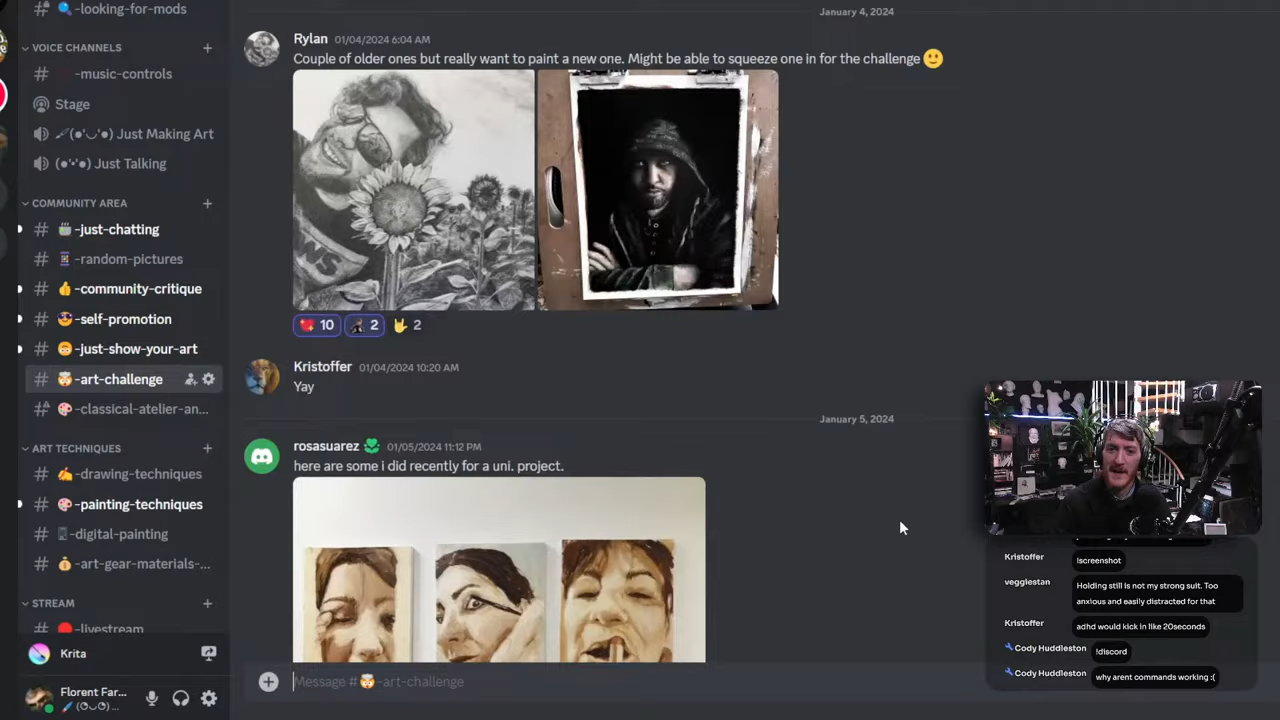 -looking-for-mods
VOICE CHANNELS
-music-controls
Stage
Just Making Art
Just Talking
COMMUNITY AREA
-just-chatting
-random-pictures
-community-critique
-self-promotion
-just-show-your-art
-art-challenge
-classical-atelier-an...
ART TECHNIQUES
-drawing-techniques
-painting-techniques
-digital-painting
-art-gear-materials-...
STREAM
-livestream
Krita
Florent Far...
January 4, 2024
Rylan 01/04/2024 6:04 AM
Couple of older ones but really want to paint a new one. Might be able to squeeze one in for the challenge 🙂
10 2 2
Kristoffer 01/04/2024 10:20 AM
Yay
January 5, 2024
rosasuarez 01/05/2024 11:12 PM
here are some i did recently for a uni. project.
Message # 🤯-art-challenge
Kristoffer !screenshot
veggiestan Holding still is not my strong suit. Too
anxious and easily distracted for that
Kristoffer adhd would kick in like 20seconds
Cody Huddleston !discord
Cody Huddleston why arent commands working :(